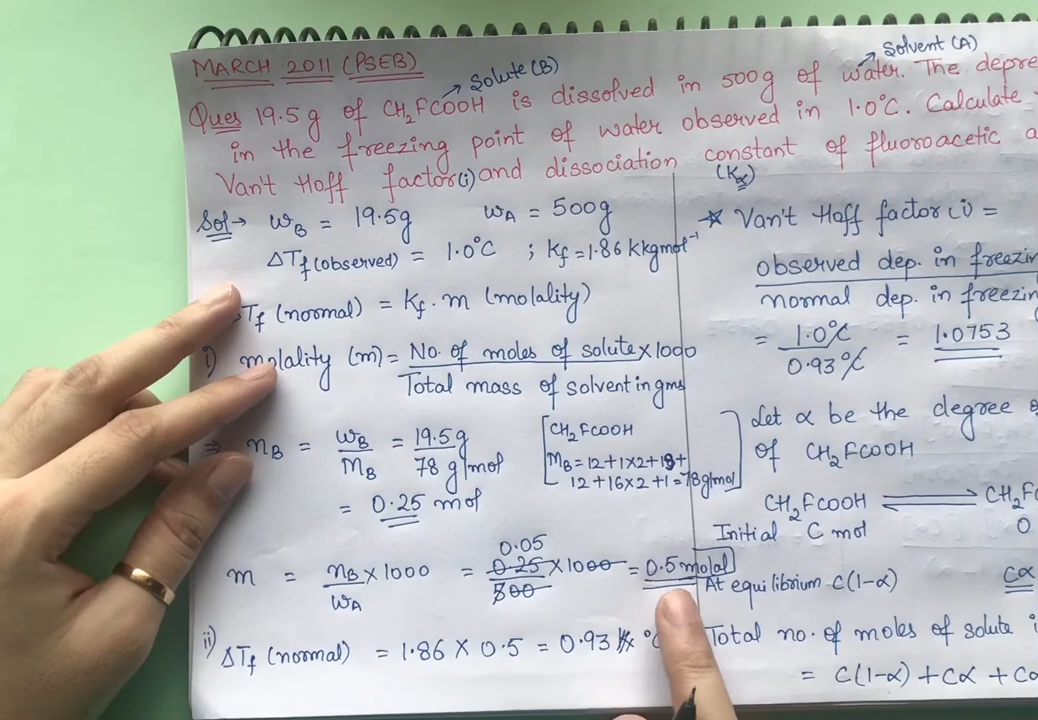 MARCH 2011 (PSEB)
→ Solute (B)
→ Solvent (A)
Ques 19.5g of CH₂FCOOH is dissolved in 500g of water. The depre
in the freezing point of water observed in 1.0°C. Calculate
Van't Hoff factor(i) and dissociation constant of fluoroacetic a
(Kα)
Sol → wB = 19.5g wA = 500g
ΔTf (observed) = 1.0°C ; Kf = 1.86 K kg mol⁻¹
Tf (normal) = Kf . m (molality)
i) molality (m) = No. of moles of solute × 1000
Total mass of solvent in gms
⇒ nB = wB/MB = 19.5g / 78 g/mol
= 0.25 mol
[CH₂FCOOH
MB = 12+1×2+19+
12+16×2+1 = 78g/mol]
m = nB/wA × 1000 = 0.25/500 × 1000 = 0.5 molal
0.05
ii) ΔTf (normal) = 1.86 × 0.5 = 0.93 °C
★ Van't Hoff factor (i) =
observed dep. in freezin
normal dep. in freezin
= 1.0°C / 0.93°C = 1.0753
Let α be the degree
of CH₂FCOOH
CH₂FCOOH ⇌ CH₂F
Initial C mol 0
At equilibrium C(1-α) Cα
Total no. of moles of solute i
= C(1-α) + Cα + Cα